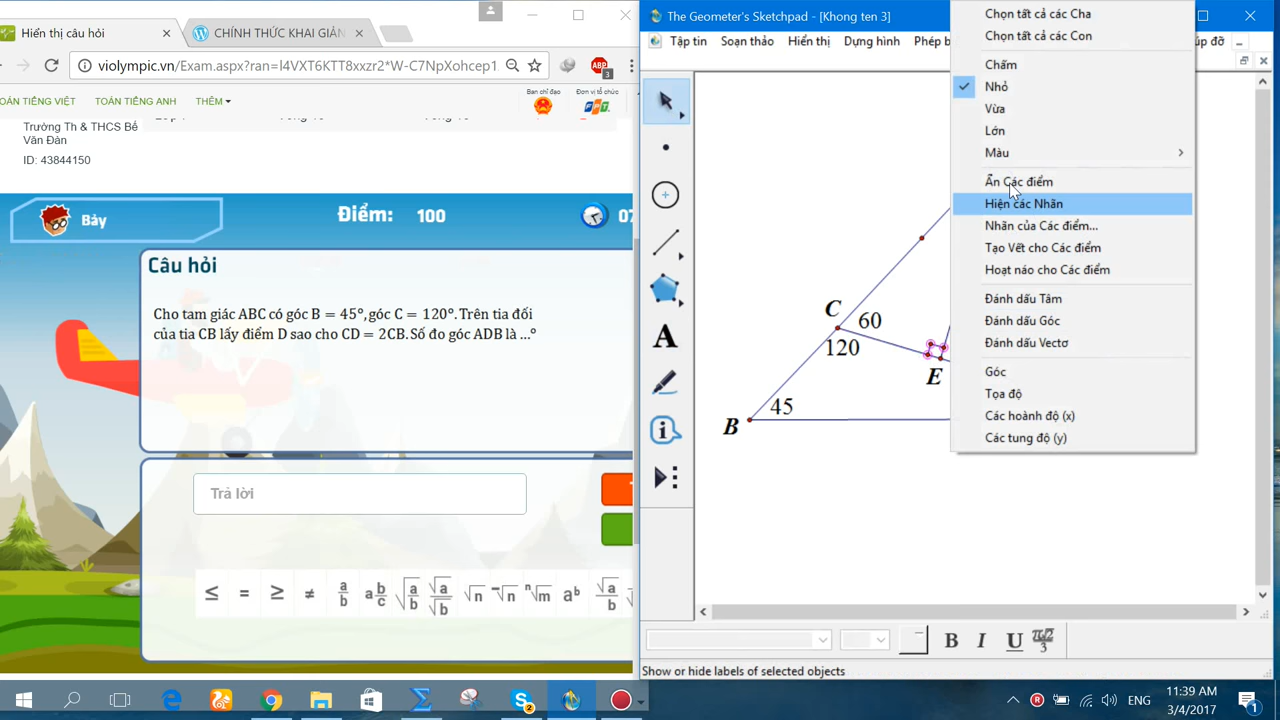 Hiển thị câu hỏi
CHÍNH THỨC KHAI GIẢN
violympic.vn/Exam.aspx?ran=l4VXT6KTT8xxzr2*W-C7NpXohcep1
ABP
3
OÁN TIẾNG VIỆT
TOÁN TIẾNG ANH
THÊM
Ban chỉ đạo
Đơn vị tổ chức
FPT
Trường Th & THCS Bế
Văn Đàn
ID: 43844150
Bảy
Điểm: 100
07
Câu hỏi
Cho tam giác ABC có góc B = 45°,góc C = 120°.Trên tia đối
của tia CB lấy điểm D sao cho CD = 2CB.Số đo góc ADB là ...°
Trả lời
≤ = ≥ ≠ a/b a b/c √a/b √a/√b √n −√n ⁿ√m aᵇ √a/b
The Geometer's Sketchpad - [Khong ten 3]
Tập tin Soạn thảo Hiển thị Dựng hình Phép b
úp đỡ
Chọn tất cả các Cha
Chọn tất cả các Con
Chấm
Nhỏ
Vừa
Lớn
Màu
Ẩn Các điểm
Hiện các Nhãn
Nhãn của Các điểm...
Tạo Vết cho Các điểm
Hoạt náo cho Các điểm
Đánh dấu Tâm
Đánh dấu Góc
Đánh dấu Vectơ
Góc
Tọa độ
Các hoành độ (x)
Các tung độ (y)
A
C
60
120
E
B
45
B I U
Show or hide labels of selected objects
ENG
11:39 AM
3/4/2017